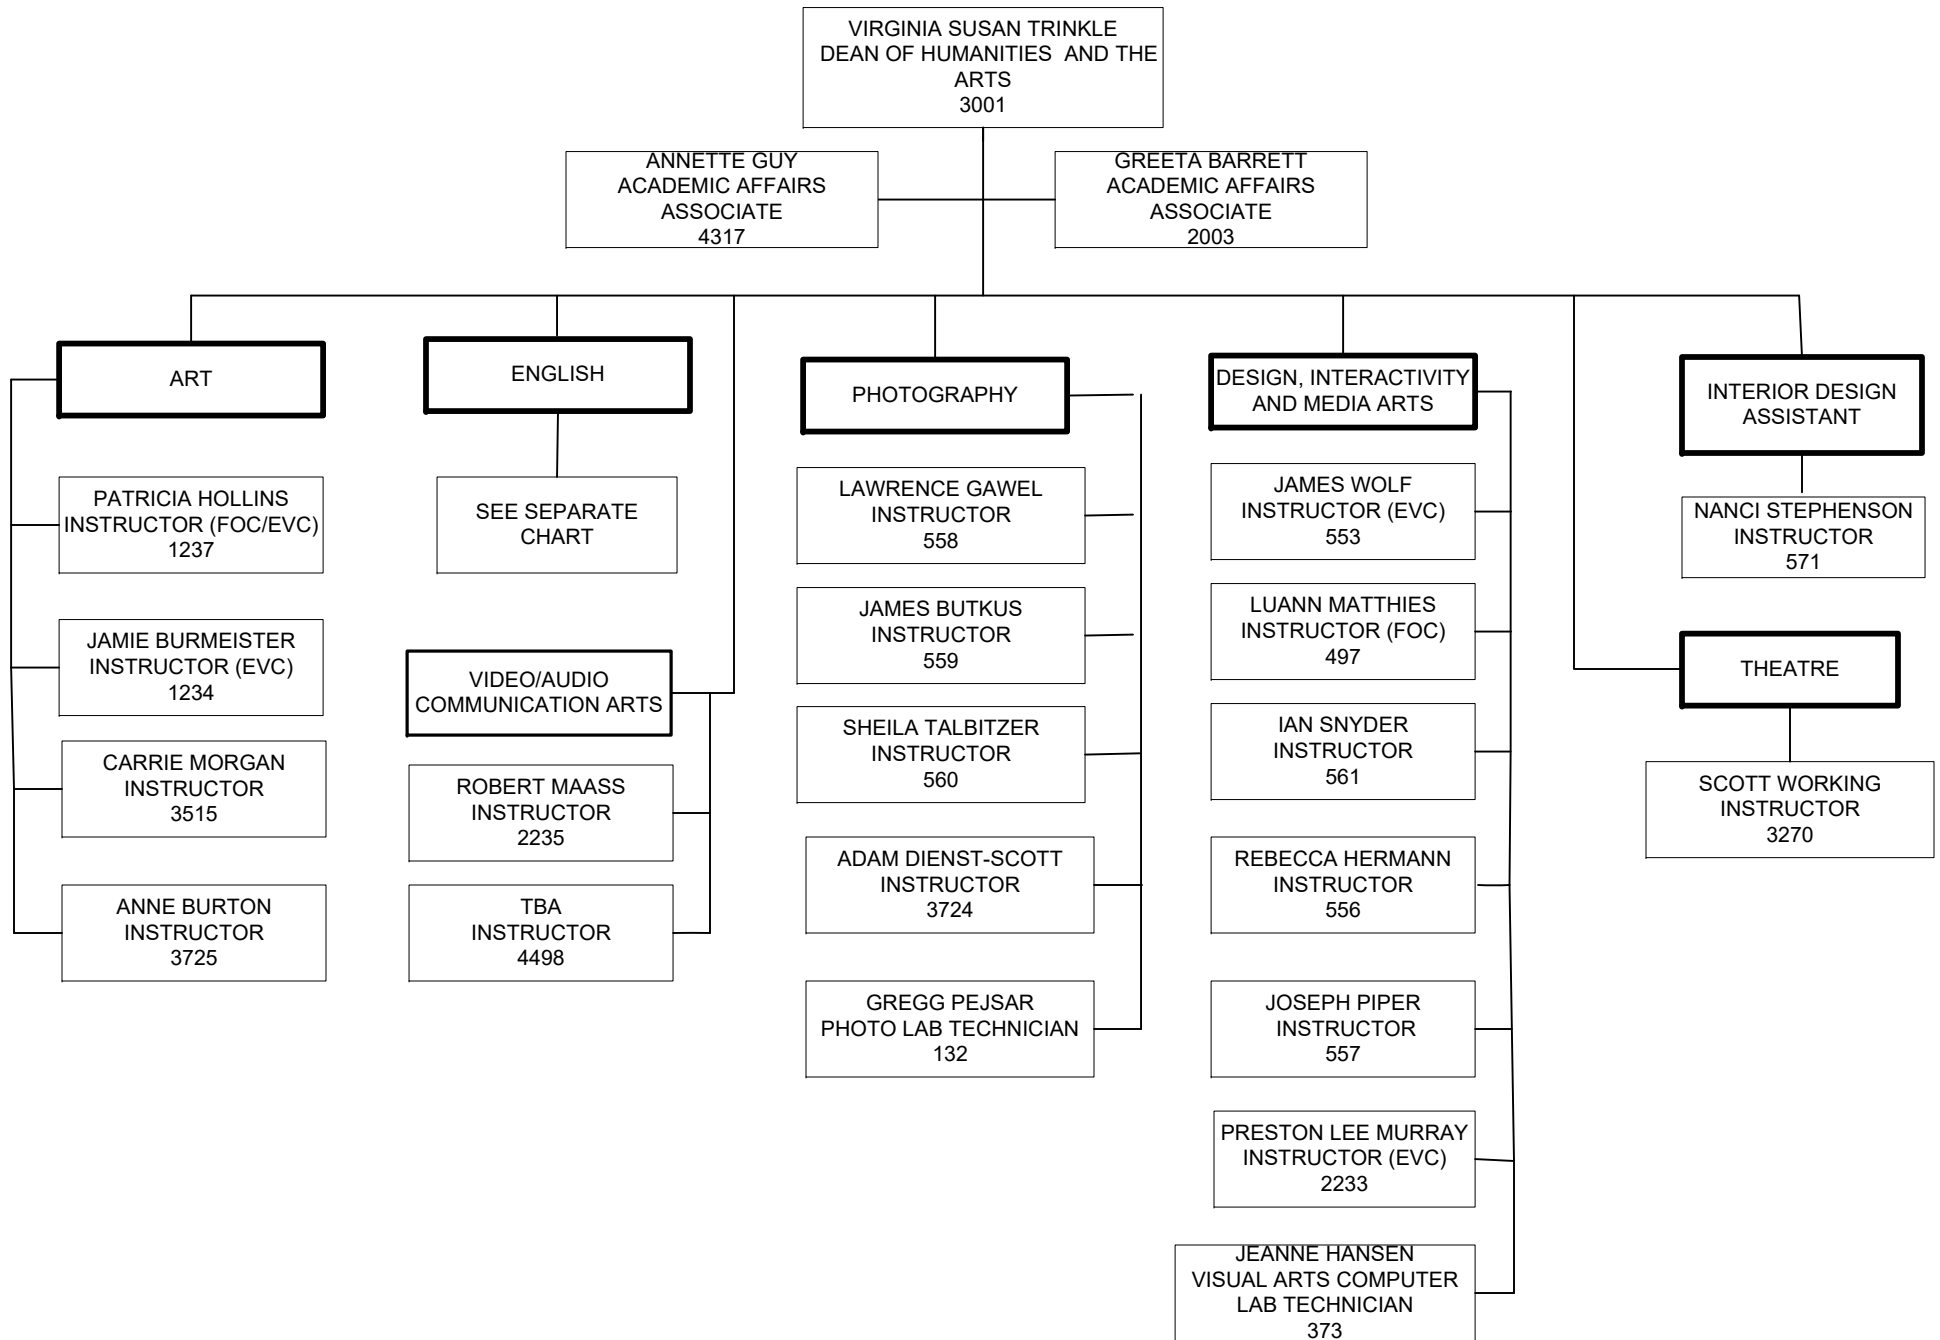 VIRGINIA SUSAN TRINKLE
DEAN OF HUMANITIES AND THE
ARTS
3001
ANNETTE GUY
ACADEMIC AFFAIRS
ASSOCIATE
4317
GREETA BARRETT
ACADEMIC AFFAIRS
ASSOCIATE
2003
ART
PATRICIA HOLLINS
INSTRUCTOR (FOC/EVC)
1237
JAMIE BURMEISTER
INSTRUCTOR (EVC)
1234
CARRIE MORGAN
INSTRUCTOR
3515
ANNE BURTON
INSTRUCTOR
3725
ENGLISH
SEE SEPARATE
CHART
VIDEO/AUDIO
COMMUNICATION ARTS
ROBERT MAASS
INSTRUCTOR
2235
TBA
INSTRUCTOR
4498
PHOTOGRAPHY
LAWRENCE GAWEL
INSTRUCTOR
558
JAMES BUTKUS
INSTRUCTOR
559
SHEILA TALBITZER
INSTRUCTOR
560
ADAM DIENST-SCOTT
INSTRUCTOR
3724
GREGG PEJSAR
PHOTO LAB TECHNICIAN
132
DESIGN, INTERACTIVITY
AND MEDIA ARTS
JAMES WOLF
INSTRUCTOR (EVC)
553
LUANN MATTHIES
INSTRUCTOR (FOC)
497
IAN SNYDER
INSTRUCTOR
561
REBECCA HERMANN
INSTRUCTOR
556
JOSEPH PIPER
INSTRUCTOR
557
PRESTON LEE MURRAY
INSTRUCTOR (EVC)
2233
JEANNE HANSEN
VISUAL ARTS COMPUTER
LAB TECHNICIAN
373
INTERIOR DESIGN
ASSISTANT
NANCI STEPHENSON
INSTRUCTOR
571
THEATRE
SCOTT WORKING
INSTRUCTOR
3270